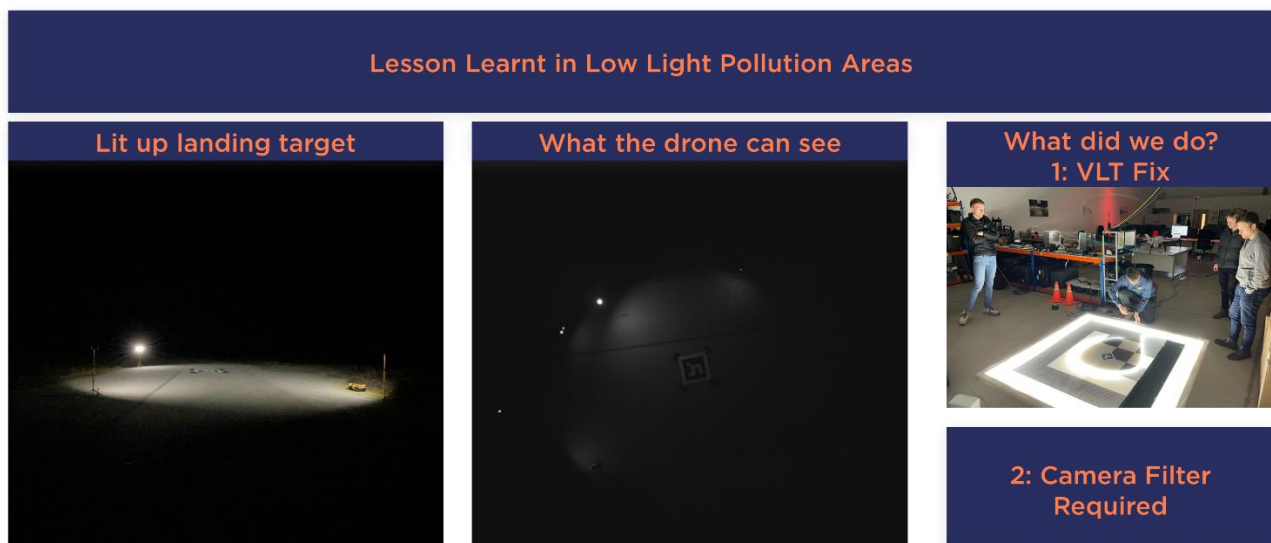 Lesson Learnt in Low Light Pollution Areas
Lit up landing target
What the drone can see
What did we do?
1: VLT Fix
2: Camera Filter
Required